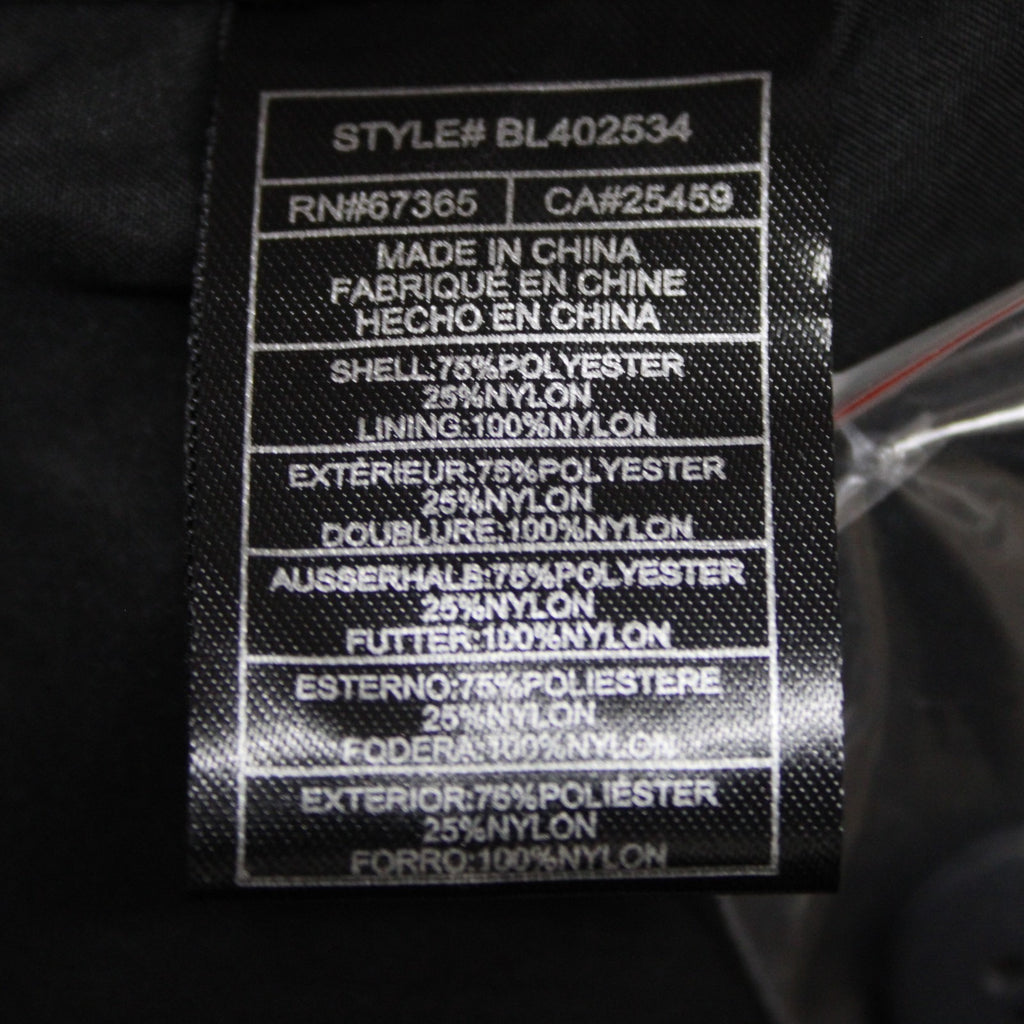 STYLE# BL402534
RN#67365 CA#25459
MADE IN CHINA
FABRIQUÉ EN CHINE
HECHO EN CHINA
SHELL:75%POLYESTER
25%NYLON
LINING:100%NYLON
EXTÉRIEUR:75%POLYESTER
25%NYLON
DOUBLURE:100%NYLON
AUSSERHALB:75%POLYESTER
25%NYLON
FUTTER:100%NYLON
ESTERNO:75%POLIESTERE
25%NYLON
FODERA:100%NYLON
EXTERIOR:75%POLIÉSTER
25%NYLON
FORRO:100%NYLON